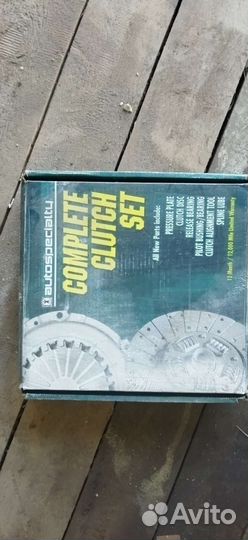 autospecialty
COMPLETE
CLUTCH
SET
All New Parts include:
PRESSURE PLATE
CLUTCH DISC
RELEASE BEARING
PILOT BUSHING/BEARING
CLUTCH ALIGNMENT TOOL
SPLINE LUBE
12 Month / 12,000 Mile Limited Warranty
Avito